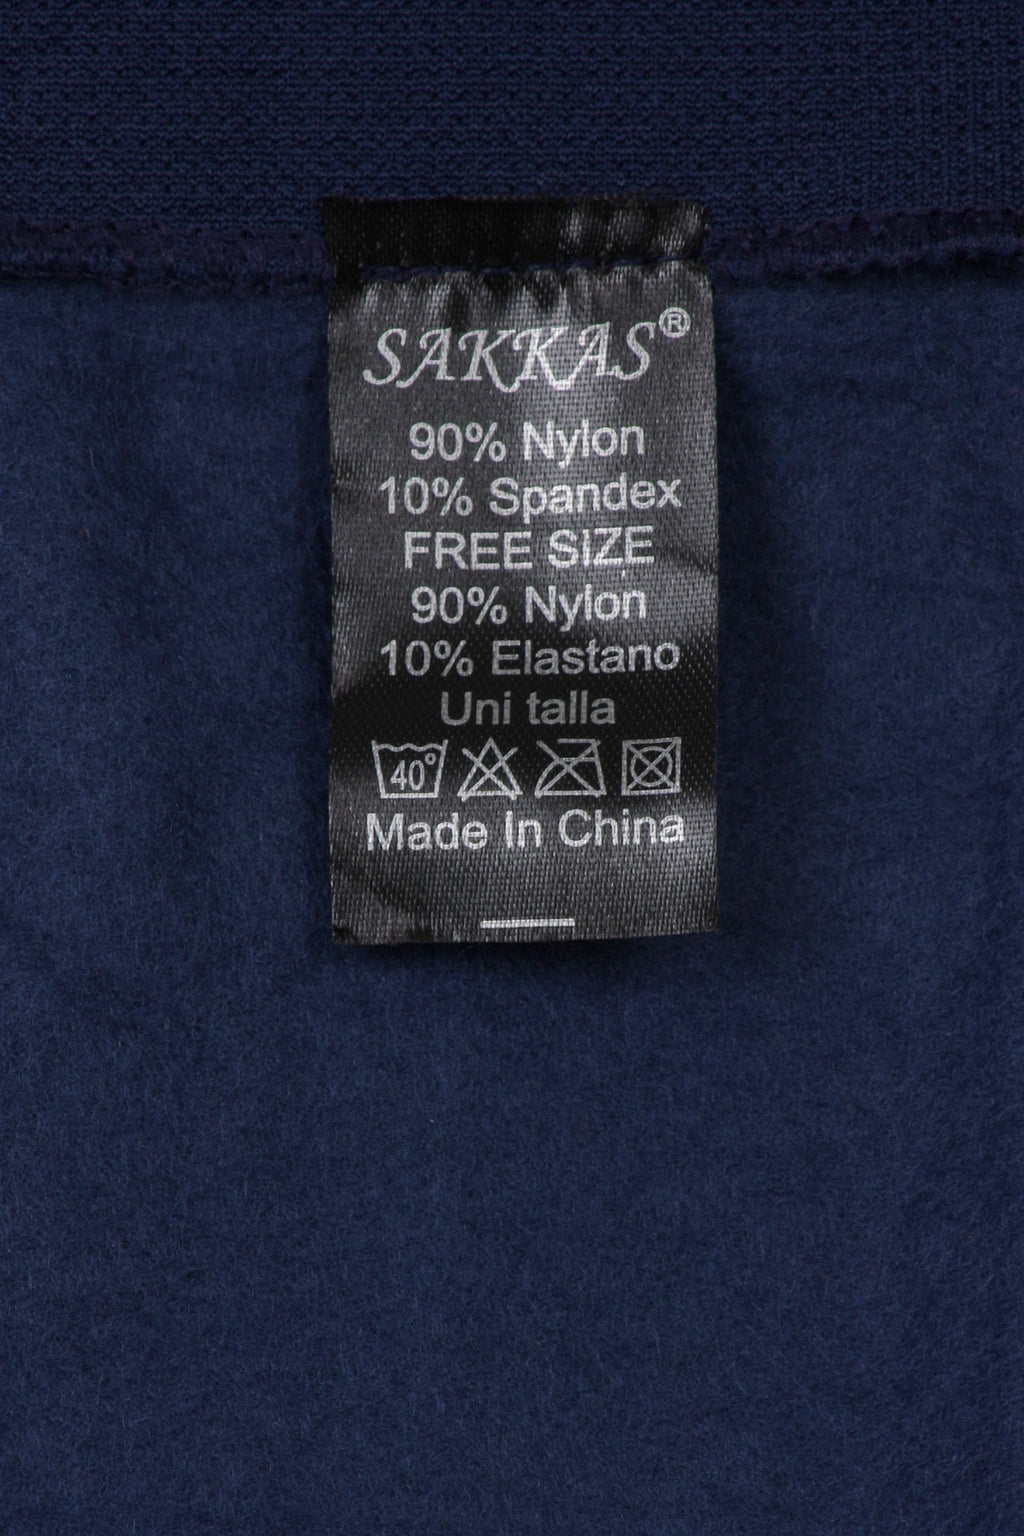 SAKKAS®
90% Nylon
10% Spandex
FREE SIZE
90% Nylon
10% Elastano
Uni talla
40°
Made In China